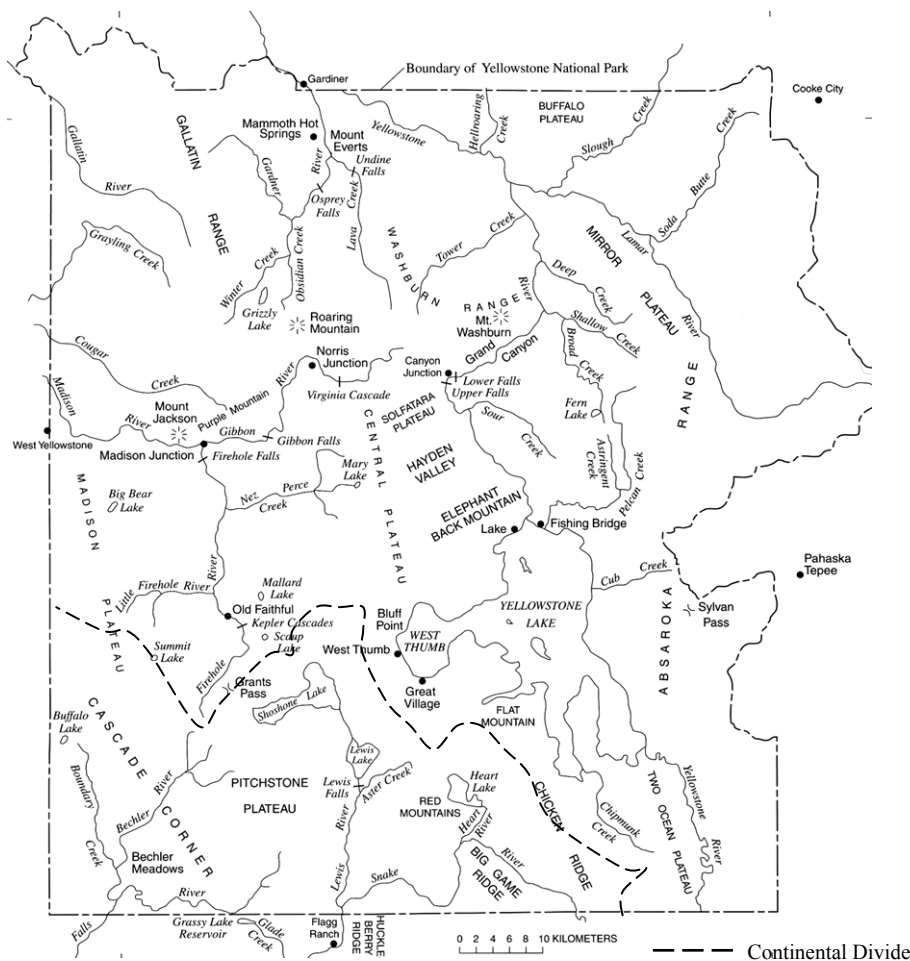 Gardiner
Boundary of Yellowstone National Park
Cooke City
BUFFALO
PLATEAU
Hellroaring
Creek
Slough
Creek
Yellowstone
Mammoth Hot
Springs
Mount
Everts
River
Undine
Falls
GALLATIN
RANGE
Gallatin
River
Gardner
Osprey
Falls
Lava
Creek
Soda
Butte
Creek
Lamar
River
MIRROR
PLATEAU
Grayling
Creek
Winter
Creek
Obsidian Creek
Grizzly
Lake
Roaring
Mountain
WASHBURN
RANGE
Tower
Creek
Mt.
Washburn
River
Deep
Creek
Shallow
Creek
Grand
Canyon
Broad
Creek
Cougar
Creek
Norris
Junction
Virginia Cascade
Canyon
Junction
Lower Falls
Upper Falls
SOLFATARA
PLATEAU
Sour
Creek
Fern
Lake
Astringent
Creek
Pelcan Creek
RANGE
Madison
River
Mount
Jackson
Purple Mountain
River
Gibbon
Gibbon Falls
West Yellowstone
Madison Junction
Firehole Falls
CENTRAL
PLATEAU
HAYDEN
VALLEY
Mary
Lake
Nez Perce
Creek
MADISON
PLATEAU
Big Bear
Lake
ELEPHANT
BACK MOUNTAIN
Lake
Fishing Bridge
Cub
Creek
Pahaska
Tepee
Sylvan
Pass
ABSAROKA
Little
Firehole
River
River
Mallard
Lake
Old Faithful
Kepler Cascades
Scaup
Lake
Bluff
Point
WEST
THUMB
West Thumb
YELLOWSTONE
LAKE
Summit
Lake
Firehole
Grants
Pass
Great
Village
FLAT
MOUNTAIN
Shoshone Lake
Buffalo
Lake
CASCADE
CORNER
Lewis
Lake
Lewis
Falls
Aster Creek
PITCHSTONE
PLATEAU
RED
MOUNTAINS
Heart
Lake
Heart
River
CHICKEN
RIDGE
Chipmunk
Creek
TWO OCEAN PLATEAU
Yellowstone
River
Boundary
Creek
Bechler
River
Bechler
Meadows
River
Lewis
Snake
River
BIG GAME
RIDGE
River
Falls
Grassy Lake
Reservoir
Glade
Creek
Flagg
Ranch
HUCKLE
BERRY
RIDGE
0 2 4 6 8 10 KILOMETERS
Continental Divide